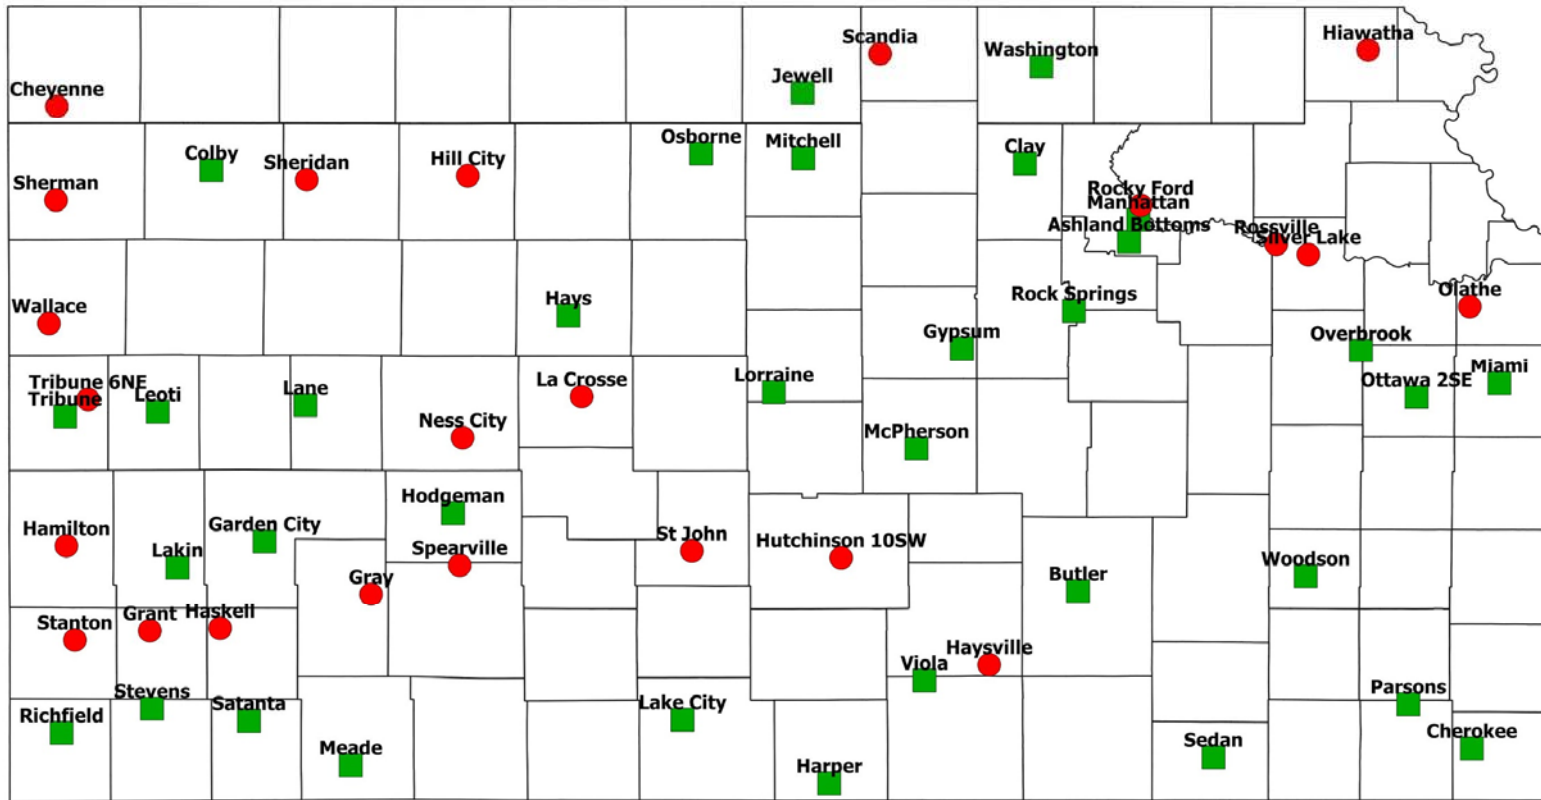 Scandia
Hiawatha
Washington
Jewell
Cheyenne
Osborne
Mitchell
Clay
Colby
Hill City
Sheridan
Sherman
Rocky Ford
Manhattan
Ashland Bottoms
Rossville
Silver Lake
Olathe
Rock Springs
Hays
Wallace
Gypsum
Overbrook
Miami
Lorraine
La Crosse
Ottawa 2SE
Tribune 6NE
Tribune
Leoti
Lane
Ness City
McPherson
Hodgeman
Garden City
Hamilton
St John
Hutchinson 10SW
Spearville
Lakin
Woodson
Butler
Gray
Haskell
Grant
Stanton
Haysville
Viola
Parsons
Stevens
Satanta
Lake City
Richfield
Cherokee
Sedan
Meade
Harper